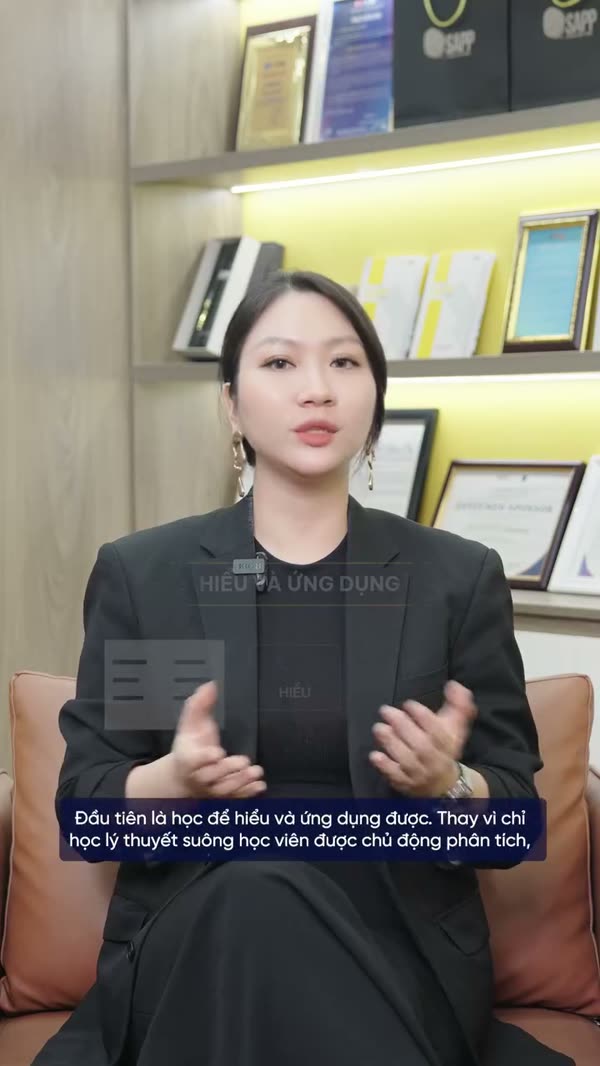 SAPP
SAPP
HIỂU VÀ ỨNG DỤNG
HIỂU
Đầu tiên là học để hiểu và ứng dụng được. Thay vì chỉ
học lý thuyết suông học viên được chủ động phân tích,